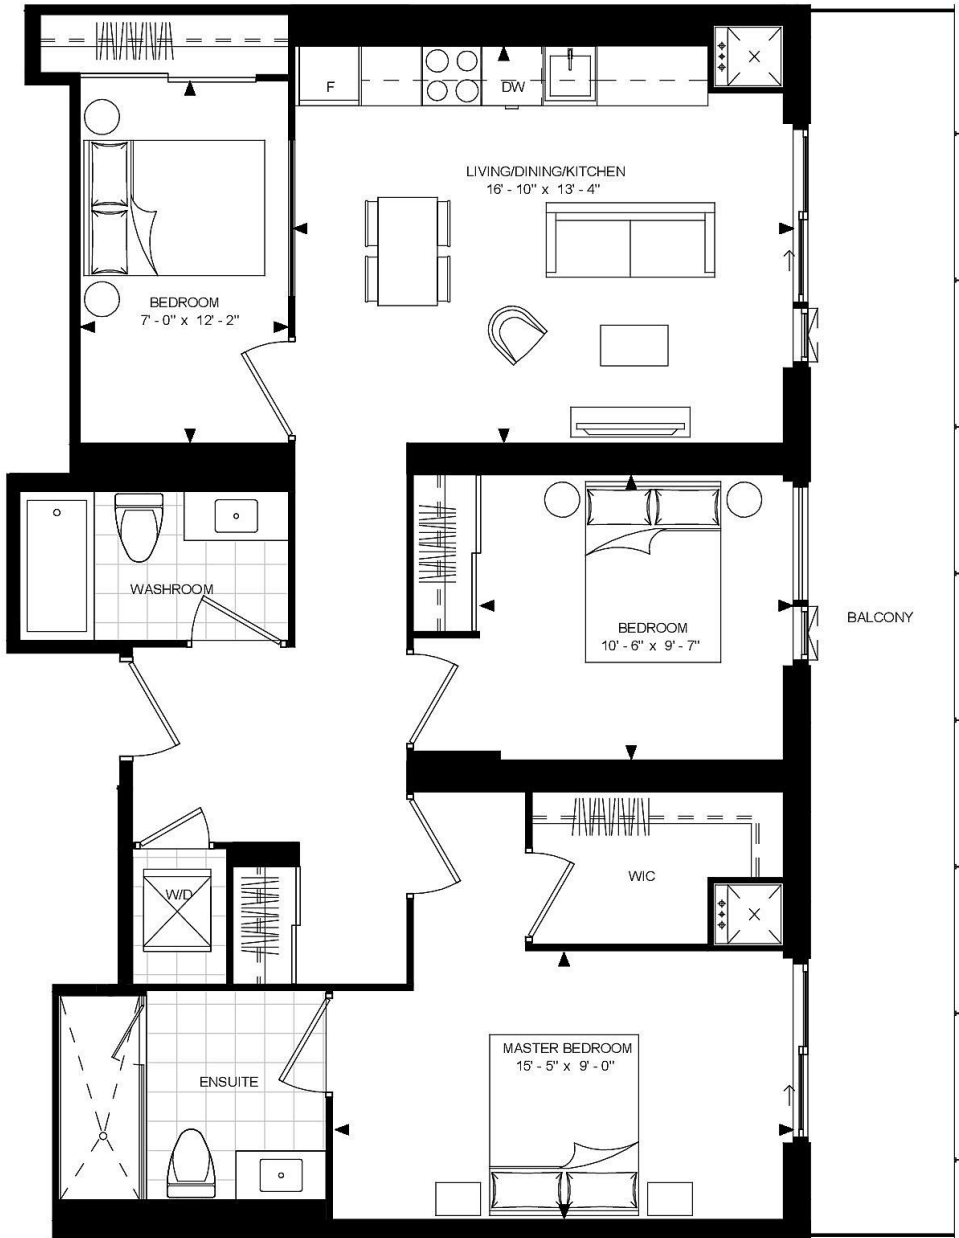 F
DW
LIVING/DINING/KITCHEN
16' - 10" x 13' - 4"
BEDROOM
7' - 0" x 12' - 2"
WASHROOM
BEDROOM
10' - 6" x 9' - 7"
BALCONY
W/D
WIC
MASTER BEDROOM
15' - 5" x 9' - 0"
ENSUITE